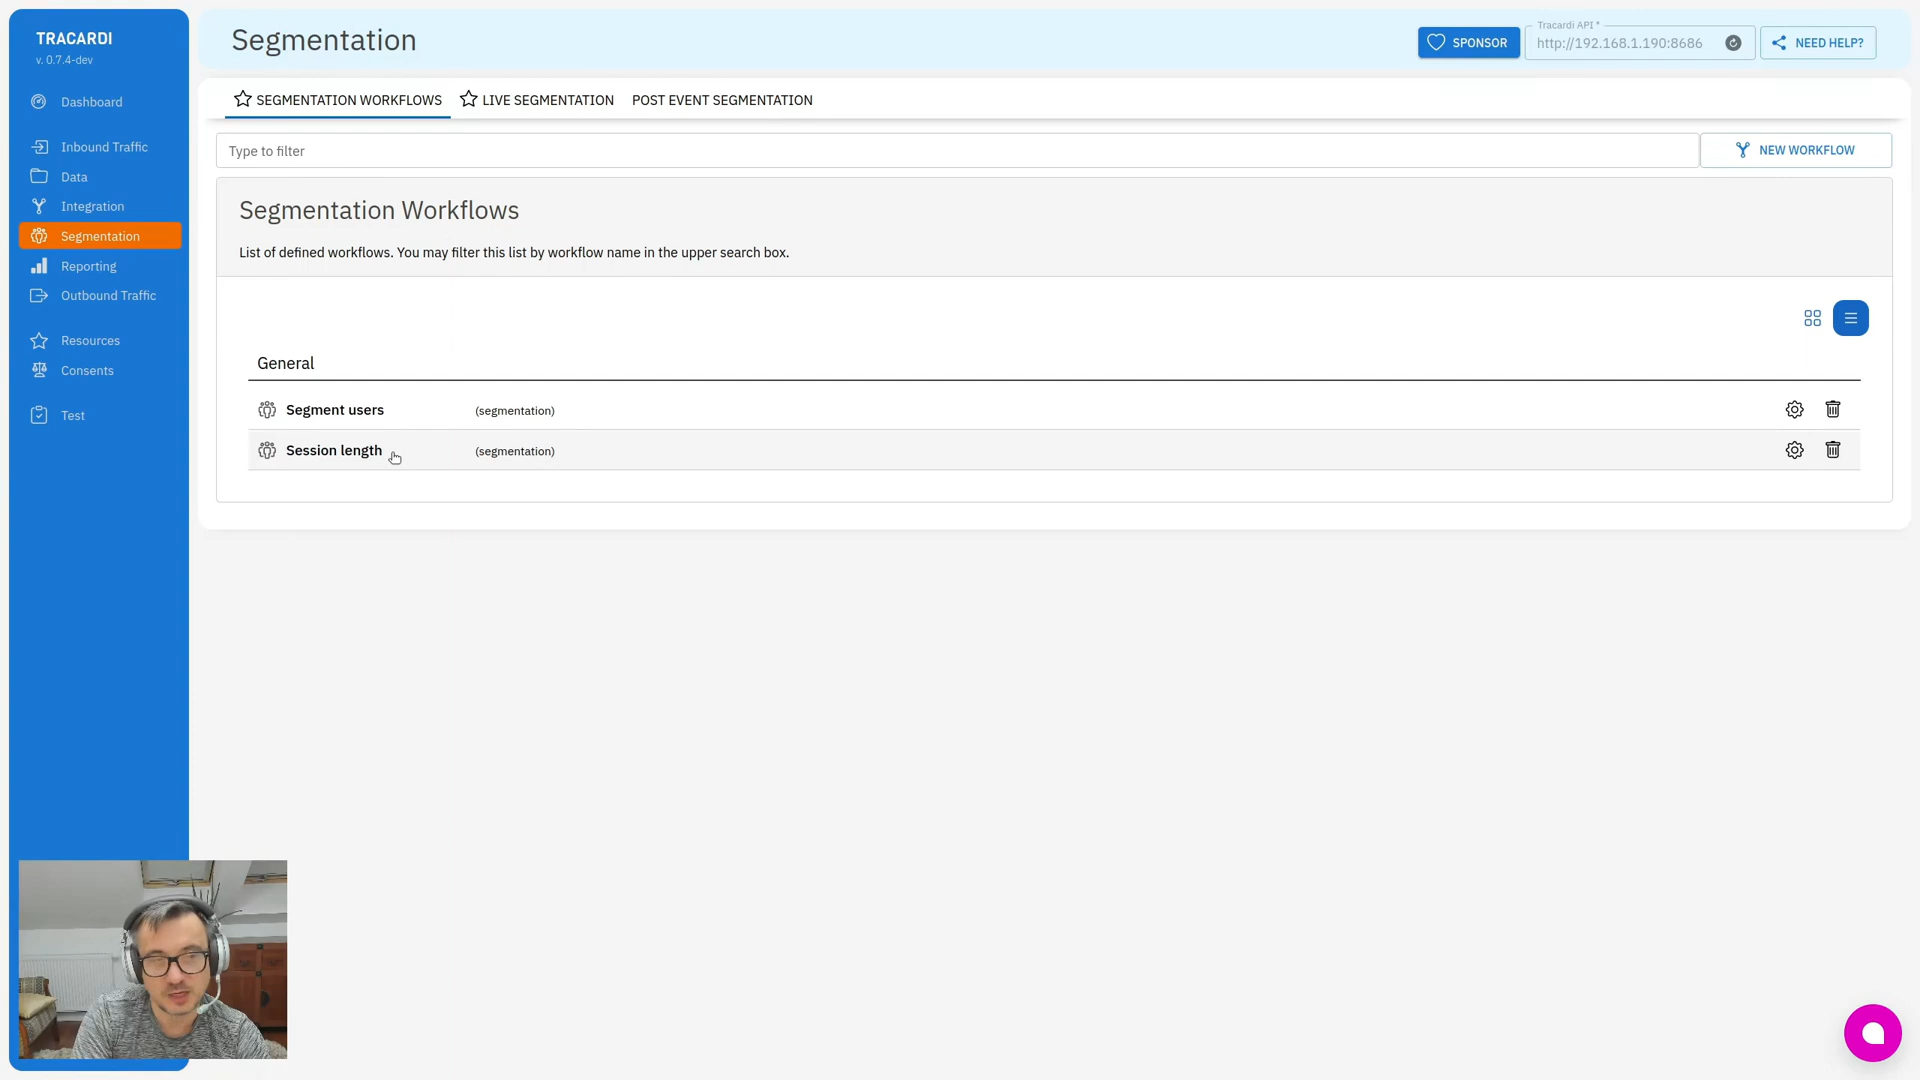 TRACARDI
v. 0.7.4-dev
Dashboard
Inbound Traffic
Data
Integration
Segmentation
Reporting
Outbound Traffic
Resources
Consents
Test
Segmentation
SPONSOR
Tracardi API *
http://192.168.1.190:8686
NEED HELP?
SEGMENTATION WORKFLOWS
LIVE SEGMENTATION
POST EVENT SEGMENTATION
Type to filter
NEW WORKFLOW
Segmentation Workflows
List of defined workflows. You may filter this list by workflow name in the upper search box.
General
Segment users (segmentation)
Session length (segmentation)